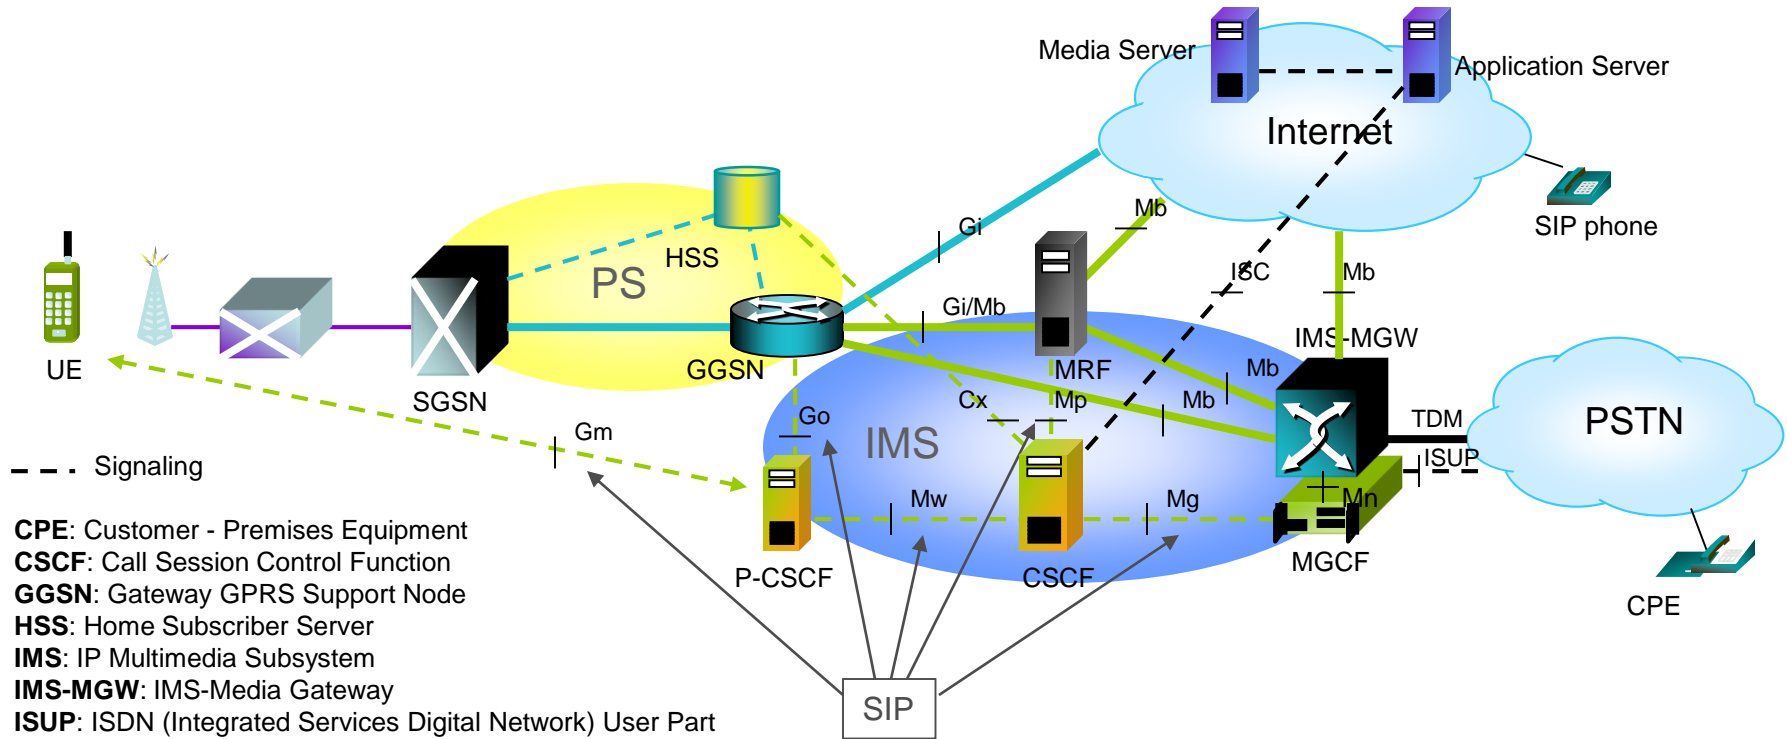 Media Server
Application Server
Internet
SIP phone
Mb
Gi
HSS
PS
ISC
Mb
Gi/Mb
IMS-MGW
UE
GGSN
MRF
Mb
SGSN
Cx
Mp
Mb
Go
IMS
TDM
PSTN
Gm
ISUP
Signaling
Mw
Mg
Mn
MGCF
P-CSCF
CSCF
CPE
SIP
CPE: Customer - Premises Equipment
CSCF: Call Session Control Function
GGSN: Gateway GPRS Support Node
HSS: Home Subscriber Server
IMS: IP Multimedia Subsystem
IMS-MGW: IMS-Media Gateway
ISUP: ISDN (Integrated Services Digital Network) User Part